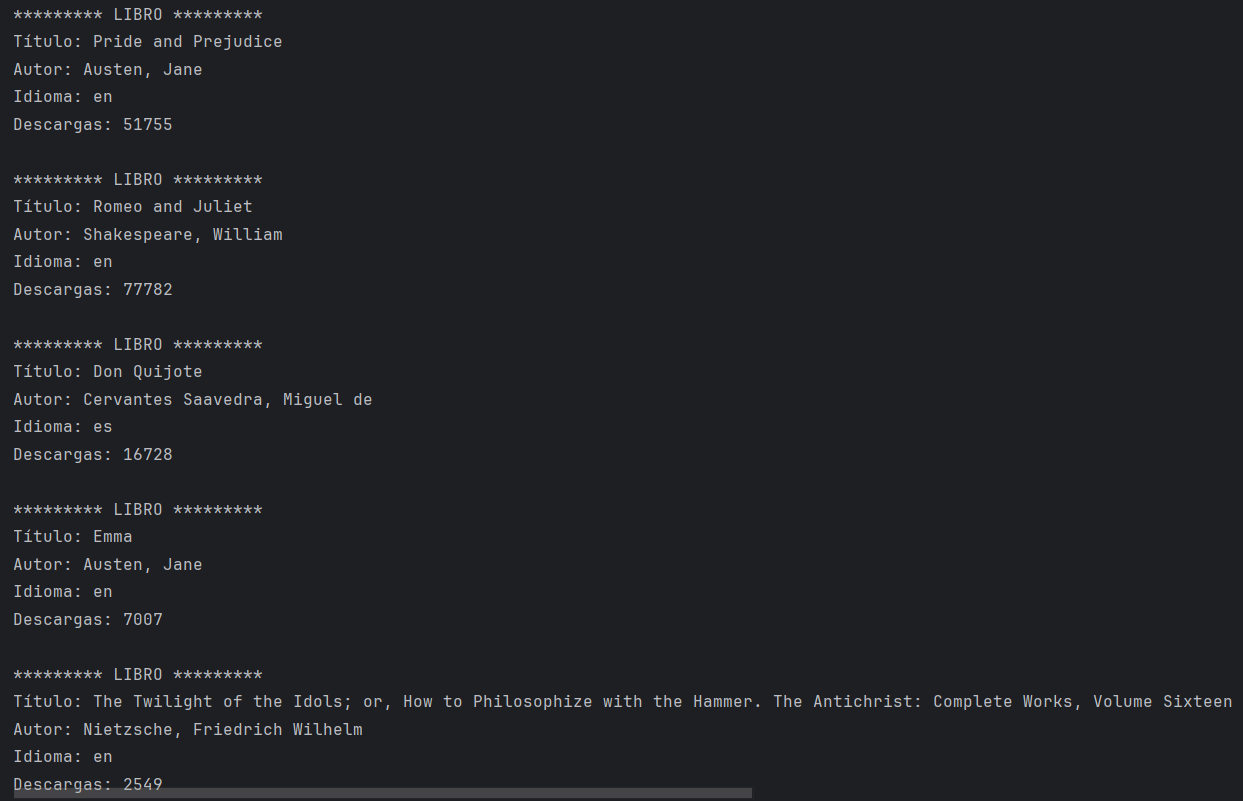 ********* LIBRO *********
Título: Pride and Prejudice
Autor: Austen, Jane
Idioma: en
Descargas: 51755
********* LIBRO *********
Título: Romeo and Juliet
Autor: Shakespeare, William
Idioma: en
Descargas: 77782
********* LIBRO *********
Título: Don Quijote
Autor: Cervantes Saavedra, Miguel de
Idioma: es
Descargas: 16728
********* LIBRO *********
Título: Emma
Autor: Austen, Jane
Idioma: en
Descargas: 7007
********* LIBRO *********
Título: The Twilight of the Idols; or, How to Philosophize with the Hammer. The Antichrist: Complete Works, Volume Sixteen
Autor: Nietzsche, Friedrich Wilhelm
Idioma: en
Descargas: 2549